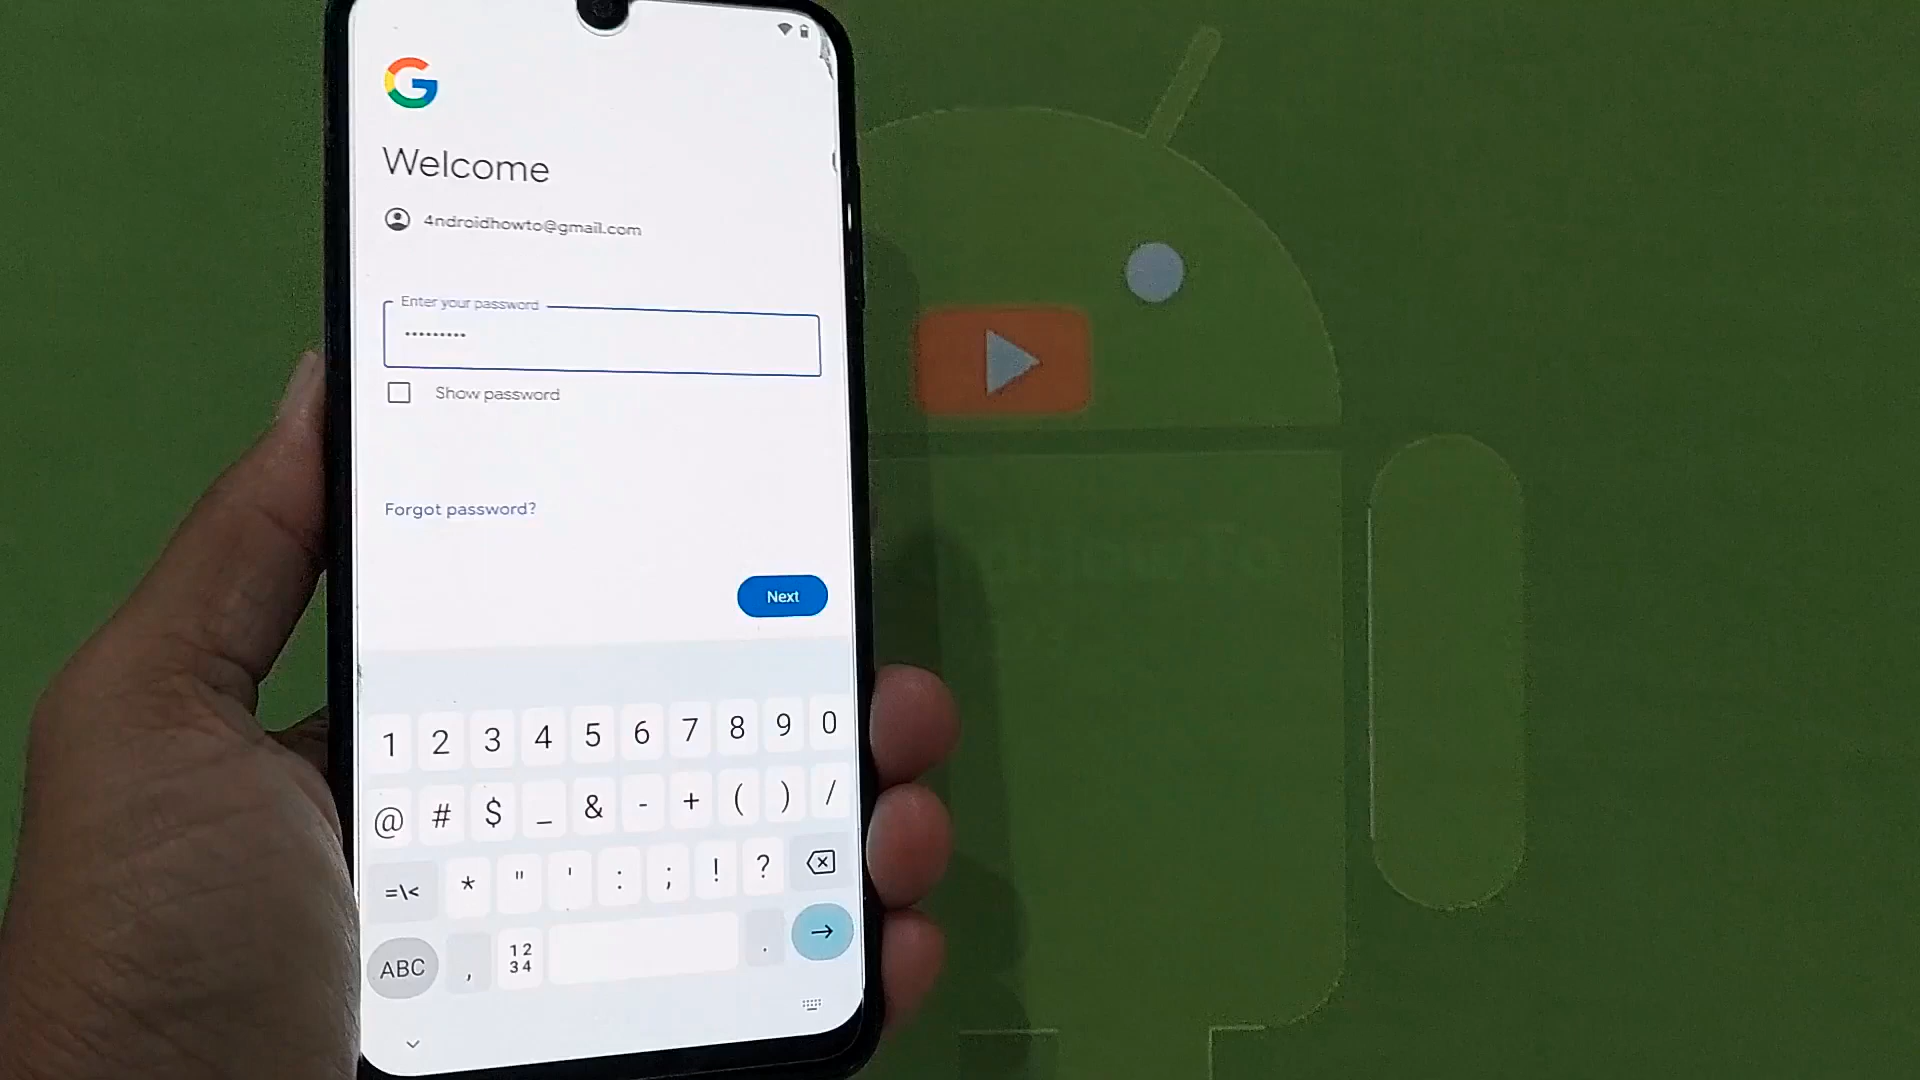 G
Welcome
4ndroidhowto@gmail.com
Enter your password
•••••••••
Show password
Forgot password?
Next
1 2 3 4 5 6 7 8 9 0
@ # $ _ & - + ( ) /
=\< * " ' : ; ! ?
ABC , 12 .
34